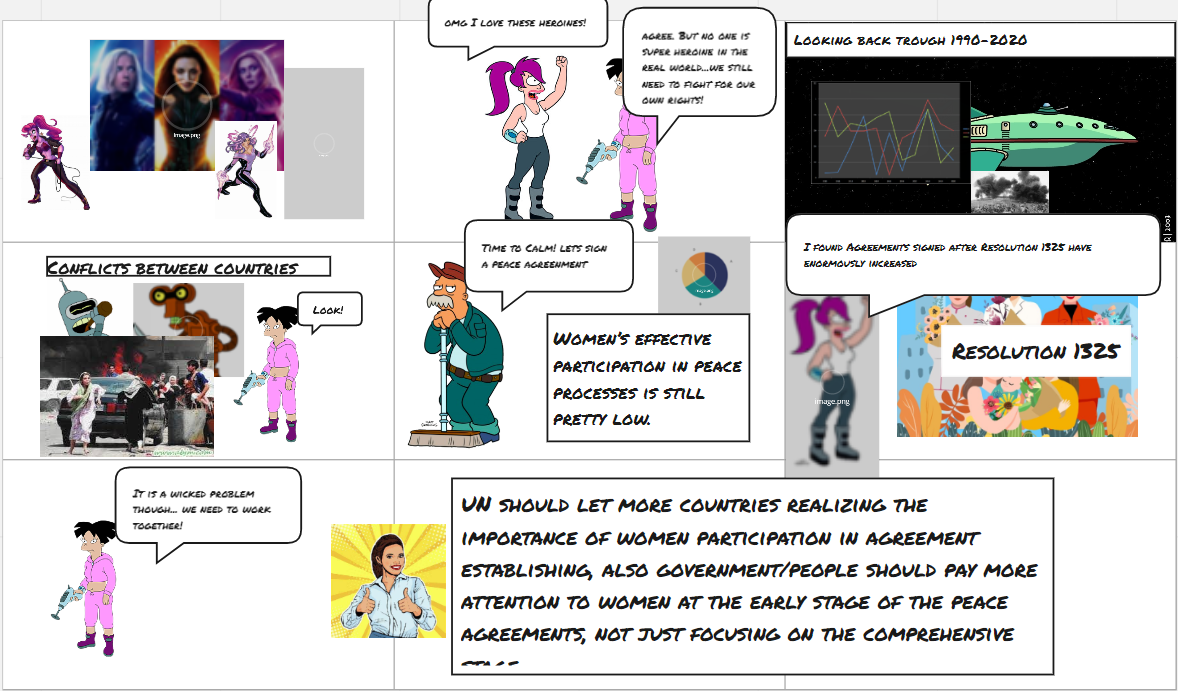 Image.png
OMG I LOVE THESE HEROINES!
AGREE. BUT NO ONE IS
SUPER HEROINE IN THE
REAL WORLD...WE STILL
NEED TO FIGHT FOR OUR
OWN RIGHTS!
LOOKING BACK TROUGH 1990-2020
R|2003
CONFLICTS BETWEEN COUNTRIES
LOOK!
TIME TO CALM! LETS SIGN
A PEACE AGREENMENT
image.png
WOMEN'S EFFECTIVE
PARTICIPATION IN PEACE
PROCESSES IS STILL
PRETTY LOW.
I FOUND AGREEMENTS SIGNED AFTER RESOLUTION 1325 HAVE
ENORMOUSLY INCREASED
image.png
RESOLUTION 1325
IT IS A WICKED PROBLEM
THOUGH... WE NEED TO WORK
TOGETHER!
UN SHOULD LET MORE COUNTRIES REALIZING THE
IMPORTANCE OF WOMEN PARTICIPATION IN AGREEMENT
ESTABLISHING, ALSO GOVERNMENT/PEOPLE SHOULD PAY MORE
ATTENTION TO WOMEN AT THE EARLY STAGE OF THE PEACE
AGREEMENTS, NOT JUST FOCUSING ON THE COMPREHENSIVE